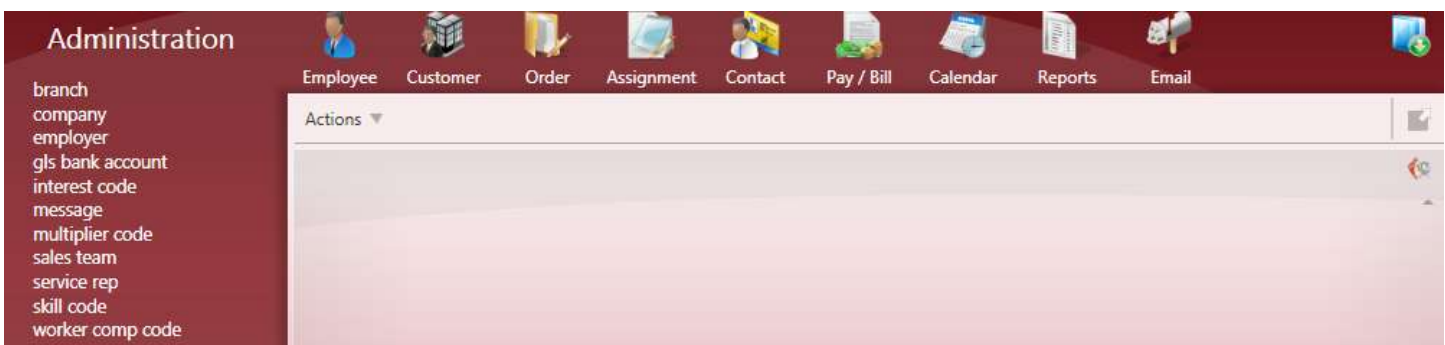 Administration
Employee Customer Order Assignment Contact Pay / Bill Calendar Reports Email
branch
company
employer
gls bank account
interest code
message
multiplier code
sales team
service rep
skill code
worker comp code
Actions